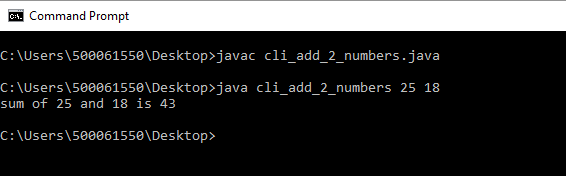 Command Prompt
C:\Users\500061550\Desktop>javac cli_add_2_numbers.java
C:\Users\500061550\Desktop>java cli_add_2_numbers 25 18
sum of 25 and 18 is 43
C:\Users\500061550\Desktop>